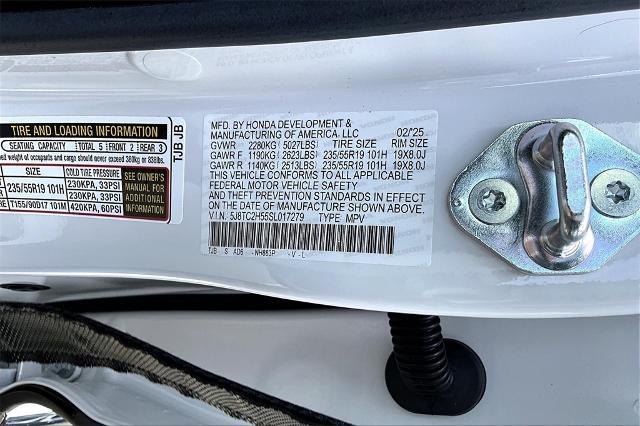 TIRE AND LOADING INFORMATION
SEATING CAPACITY TOTAL 5 FRONT 2 REAR 3
weight of occupants and cargo should never exceed 380kg or 838lbs.
SIZE COLD TIRE PRESSURE
235/55R19 101H 230KPA, 33PSI
230KPA, 33PSI
T155/90D17 101M 420KPA, 60PSI
SEE OWNER'S
MANUAL FOR
ADDITIONAL
INFORMATION
TJB JB
MFD. BY HONDA DEVELOPMENT &
MANUFACTURING OF AMERICA, LLC 02/25
GVWR 2280KG( 5027LBS) TIRE SIZE RIM SIZE
GAWR F 1190KG( 2623LBS) 235/55R19 101H 19X8.0J
GAWR R 1140KG( 2513LBS) 235/55R19 101H 19X8.0J
THIS VEHICLE CONFORMS TO ALL APPLICABLE
FEDERAL MOTOR VEHICLE SAFETY
AND THEFT PREVENTION STANDARDS IN EFFECT
ON THE DATE OF MANUFACTURE SHOWN ABOVE.
V.I.N. 5J8TC2H55SL017279 TYPE: MPV
TJB S AD6 -NH883P -V - L